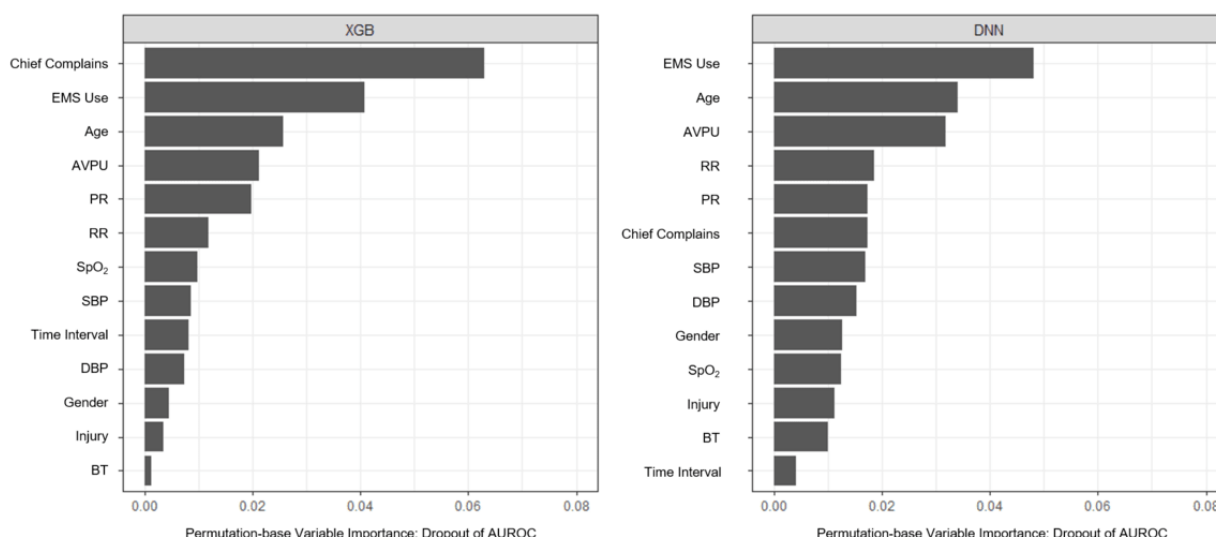 XGB
Chief Complains
EMS Use
Age
AVPU
PR
RR
SpO₂
SBP
Time Interval
DBP
Gender
Injury
BT
0.00 0.02 0.04 0.06 0.08
Permutation-base Variable Importance: Dropout of AUROC
DNN
EMS Use
Age
AVPU
RR
PR
Chief Complains
SBP
DBP
Gender
SpO₂
Injury
BT
Time Interval
0.00 0.02 0.04 0.06 0.08
Permutation-base Variable Importance: Dropout of AUROC